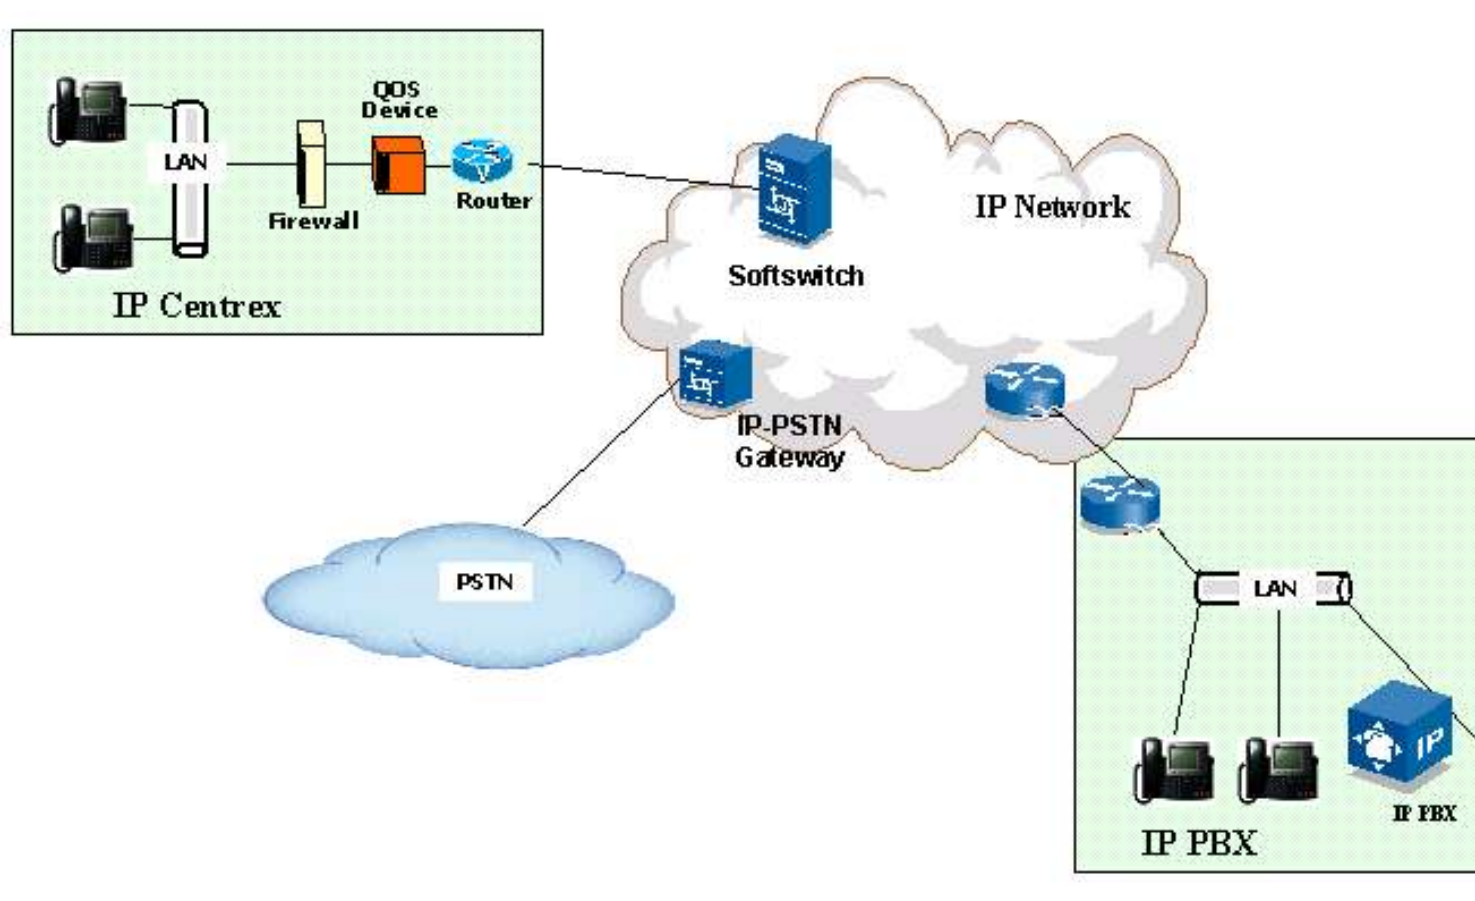 QOS
Device
LAN
Firewall
Router
IP Centrex
IP Network
Softswitch
IP-PSTN
Gateway
PSTN
LAN
IP
IP PBX
IP PBX